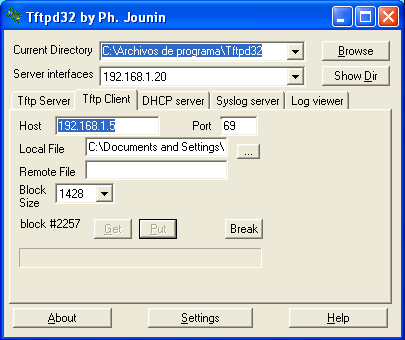 Tftpd32 by Ph. Jounin
Current Directory C:\Archivos de programa\Tftpd32 Browse
Server interfaces 192.168.1.20 Show Dir
Tftp Server Tftp Client DHCP server Syslog server Log viewer
Host 192.168.1.5 Port 69
Local File C:\Documents and Settings\ ...
Remote File
Block
Size 1428
block #2257 Get Put Break
About Settings Help